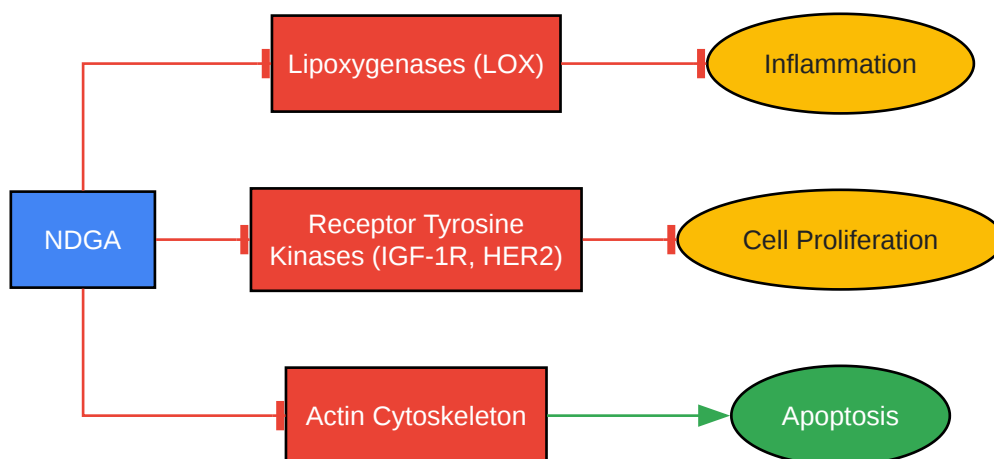 Lipoxygenases (LOX)
Inflammation
NDGA
Receptor Tyrosine
Kinases (IGF-1R, HER2)
Cell Proliferation
Actin Cytoskeleton
Apoptosis